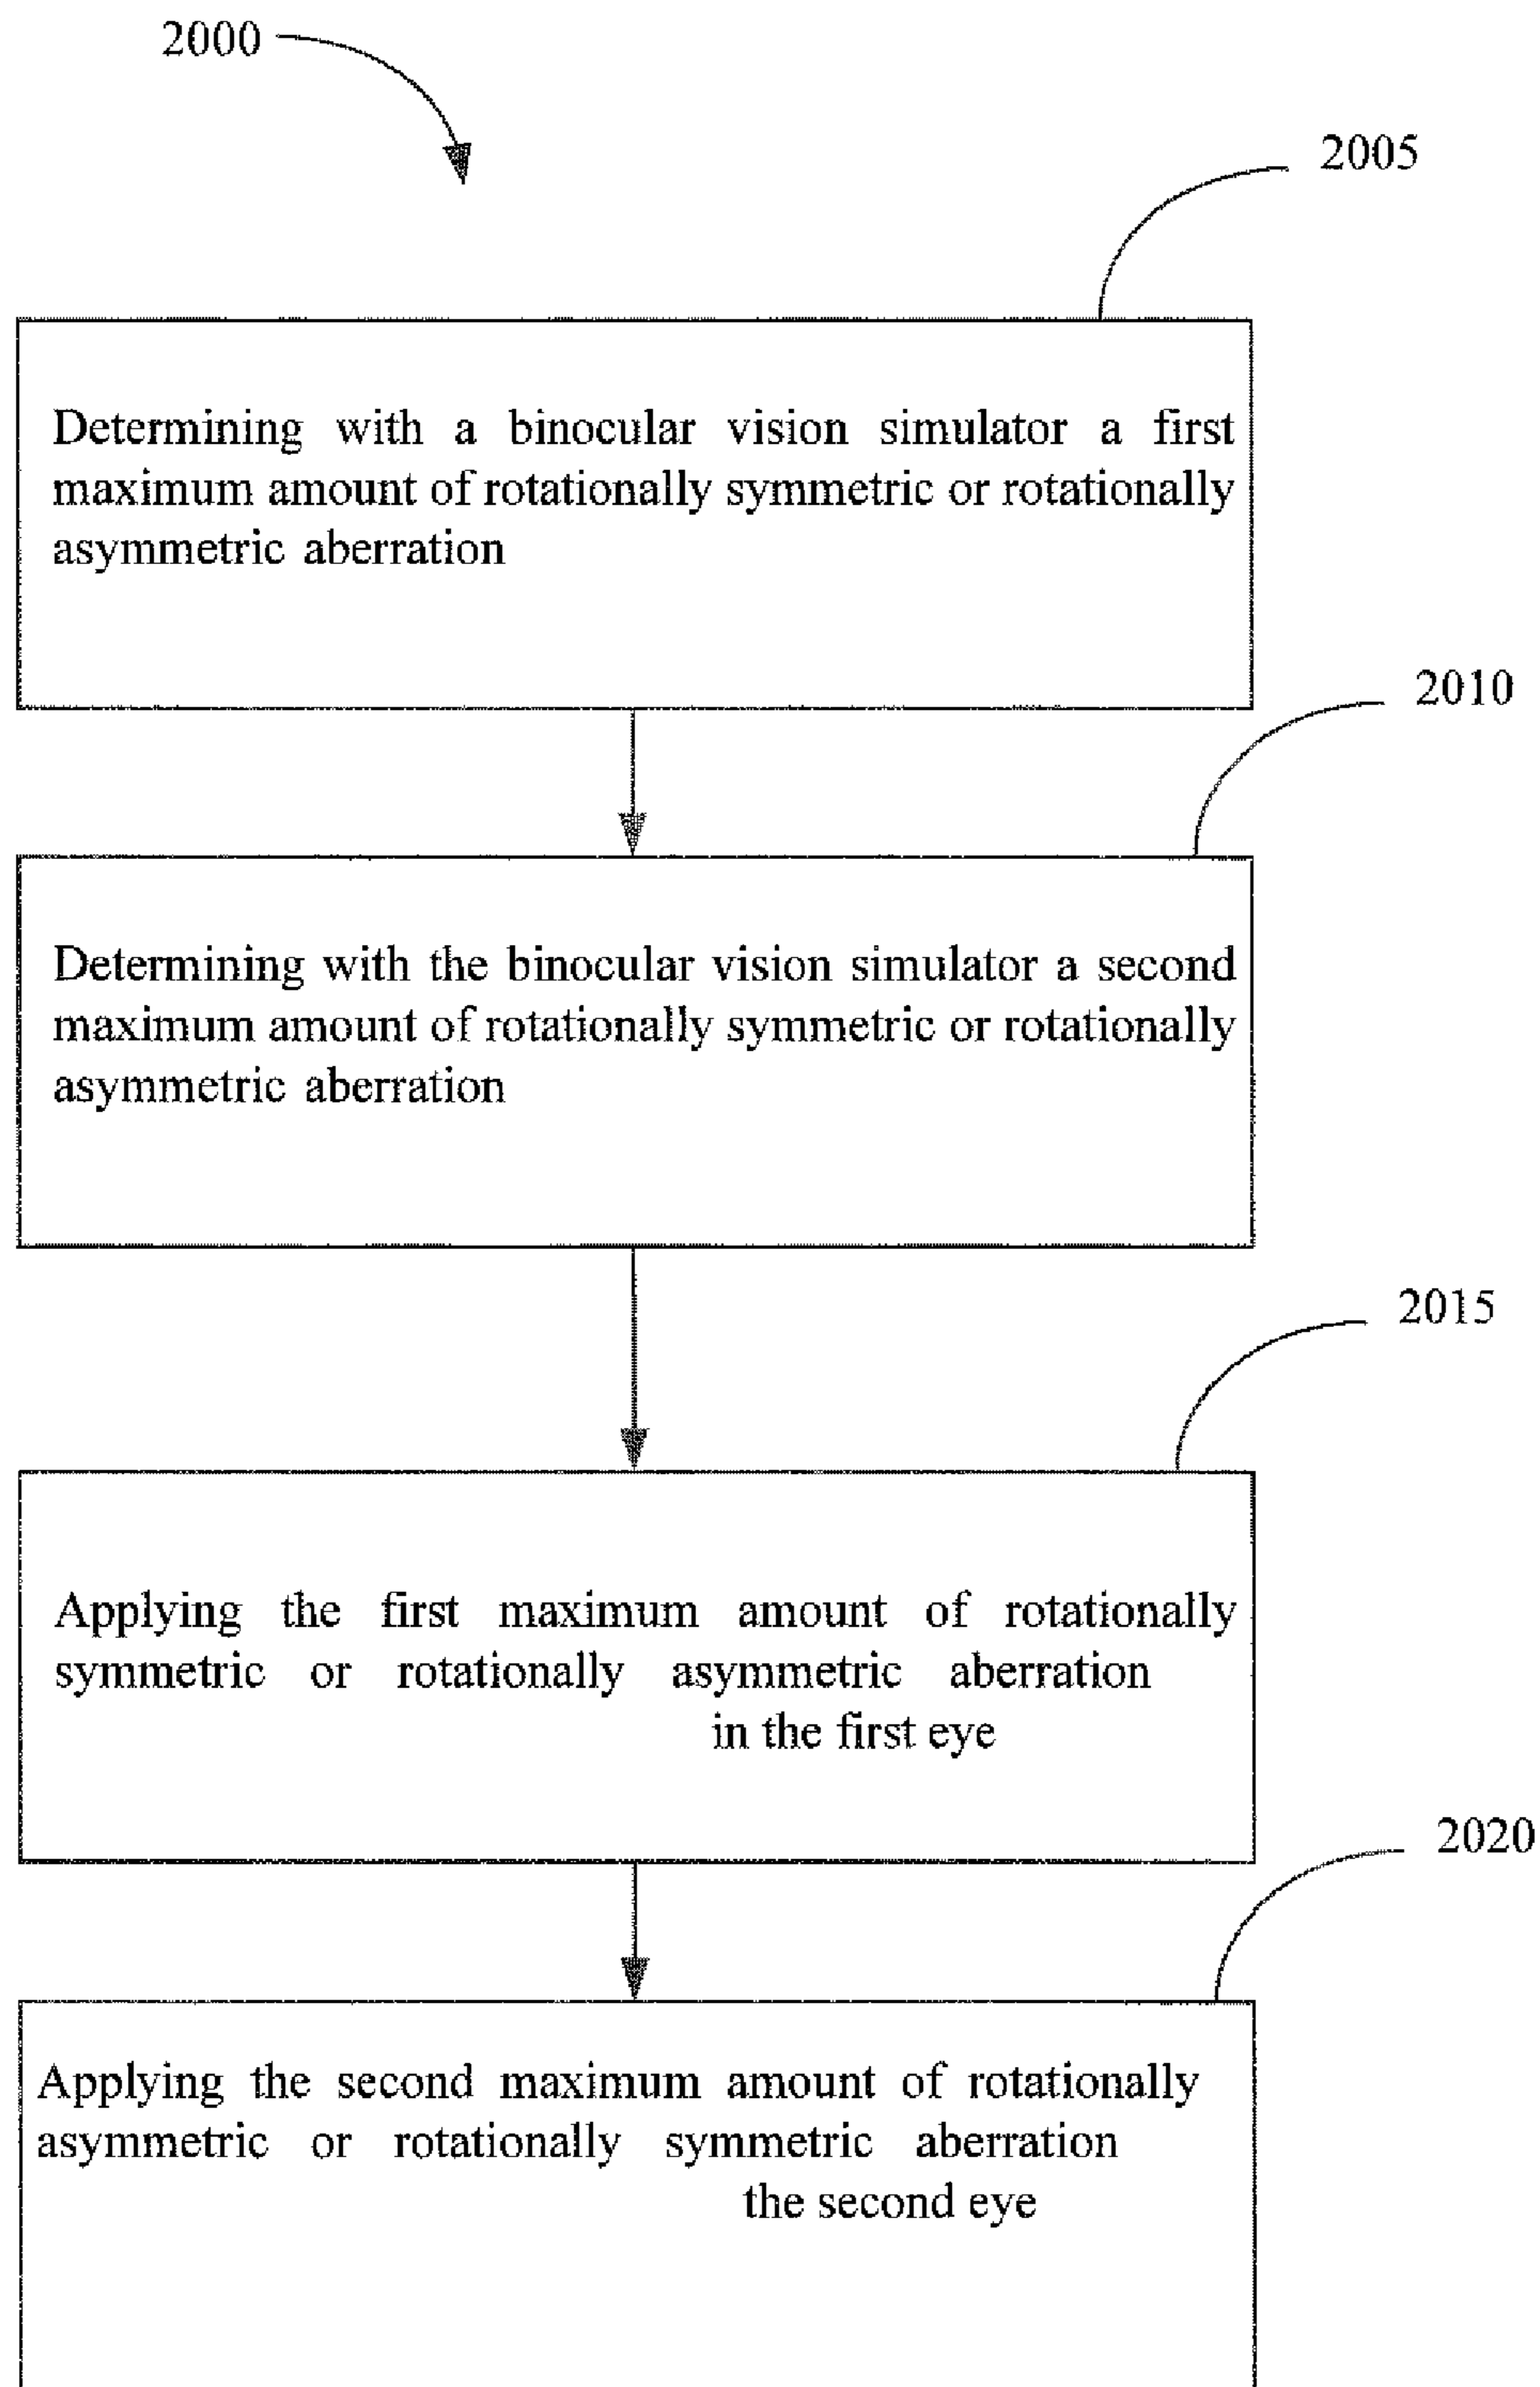 2000
2005
Determining with a binocular vision simulator a first
maximum amount of rotationally symmetric or rotationally
asymmetric aberration
2010
Determining with the binocular vision simulator a second
maximum amount of rotationally symmetric or rotationally
asymmetric aberration
2015
Applying the first maximum amount of rotationally
symmetric or rotationally asymmetric aberration
in the first eye
2020
Applying the second maximum amount of rotationally
asymmetric or rotationally symmetric aberration
the second eye